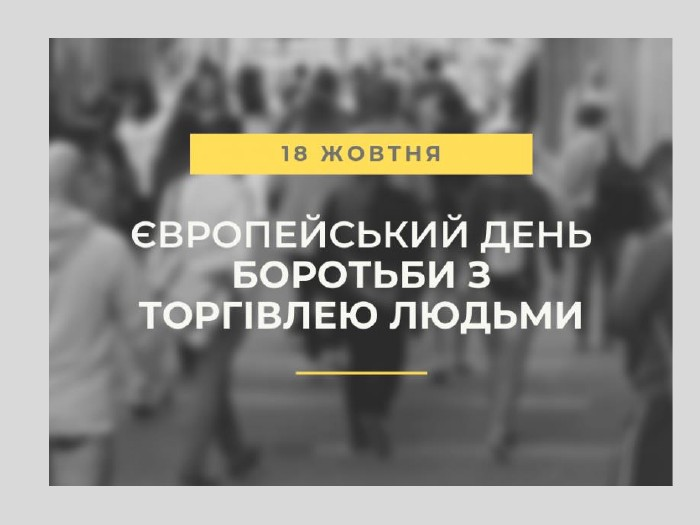 18 ЖОВТНЯ
ЄВРОПЕЙСЬКИЙ ДЕНЬ
БОРОТЬБИ З
ТОРГІВЛЕЮ ЛЮДЬМИ